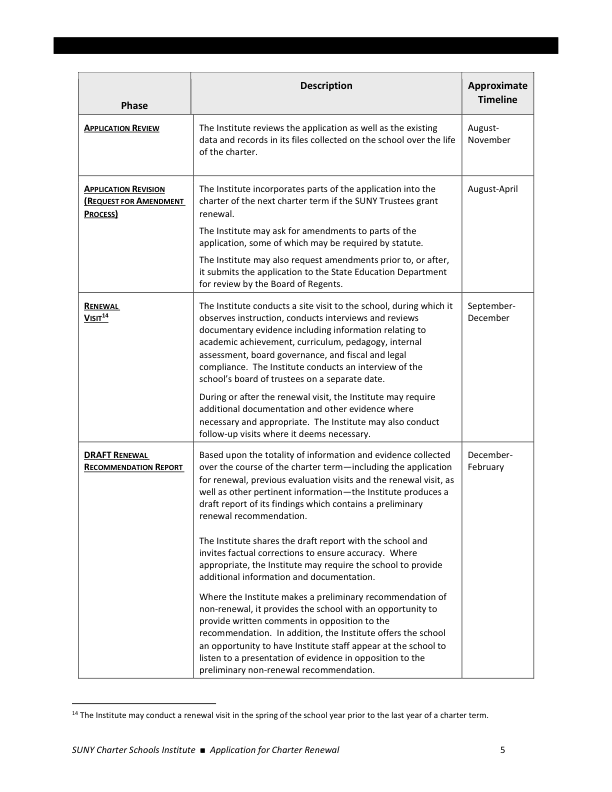 Phase
Description
Approximate
Timeline
APPLICATION REVIEW
The Institute reviews the application as well as the existing
data and records in its files collected on the school over the life
of the charter.
August-
November
APPLICATION REVISION
(REQUEST FOR AMENDMENT
PROCESS)
The Institute incorporates parts of the application into the
charter of the next charter term if the SUNY Trustees grant
renewal.
The Institute may ask for amendments to parts of the
application, some of which may be required by statute.
The Institute may also request amendments prior to, or after,
it submits the application to the State Education Department
for review by the Board of Regents.
August-April
RENEWAL
VISIT14
The Institute conducts a site visit to the school, during which it
observes instruction, conducts interviews and reviews
documentary evidence including information relating to
academic achievement, curriculum, pedagogy, internal
assessment, board governance, and fiscal and legal
compliance.  The Institute conducts an interview of the
school's board of trustees on a separate date.
During or after the renewal visit, the Institute may require
additional documentation and other evidence where
necessary and appropriate.  The Institute may also conduct
follow-up visits where it deems necessary.
September-
December
DRAFT RENEWAL
RECOMMENDATION REPORT
Based upon the totality of information and evidence collected
over the course of the charter term—including the application
for renewal, previous evaluation visits and the renewal visit, as
well as other pertinent information—the Institute produces a
draft report of its findings which contains a preliminary
renewal recommendation.
The Institute shares the draft report with the school and
invites factual corrections to ensure accuracy.  Where
appropriate, the Institute may require the school to provide
additional information and documentation.
Where the Institute makes a preliminary recommendation of
non-renewal, it provides the school with an opportunity to
provide written comments in opposition to the
recommendation.  In addition, the Institute offers the school
an opportunity to have Institute staff appear at the school to
listen to a presentation of evidence in opposition to the
preliminary non-renewal recommendation.
December-
February
14 The Institute may conduct a renewal visit in the spring of the school year prior to the last year of a charter term.
SUNY Charter Schools Institute ■ Application for Charter Renewal 5